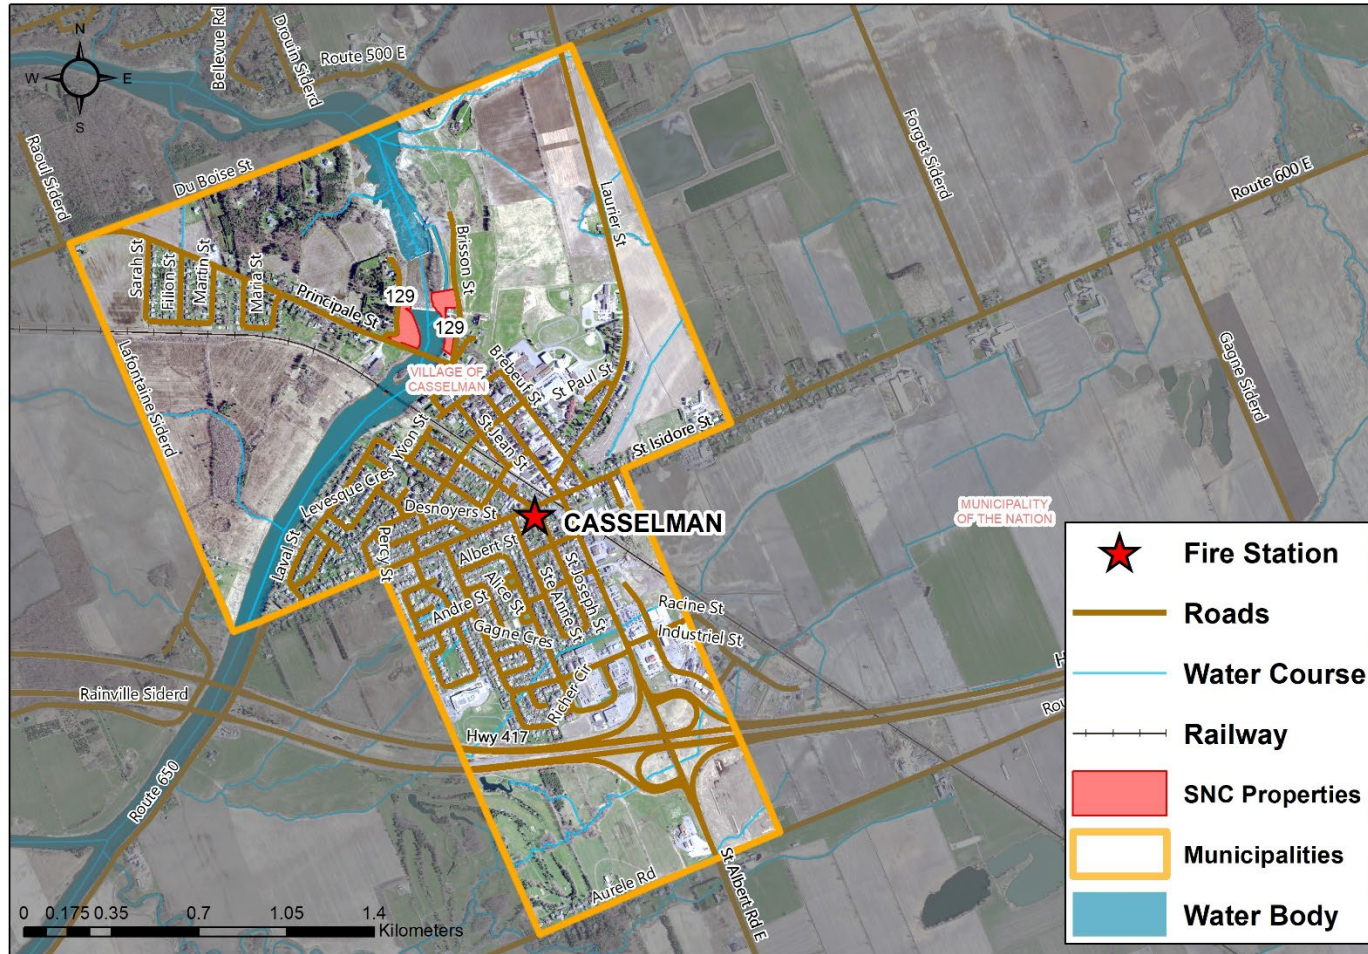 N
W
E
S
Bellevue Rd
Drouin Siderd
Route 500 E
Raoul Siderd
Du Boise St
Forget Siderd
Route 600 E
Laurier St
Brisson St
Sarah St
Filion St
Martin St
Maria St
Principale St
129
129
Gagne Siderd
Lafontaine Siderd
VILLAGE OF
CASSELMAN
Brebeuf St
St Paul St
St Jean St
St Isidore St
Yvon St
Levesque Cres
Desnoyers St
CASSELMAN
MUNICIPALITY
OF THE NATION
Laval St
Percy St
Albert St
Alice St
Andre St
Ste Anne St
St Joseph St
Gagne Cres
Racine St
Industriel St
Richer Cir
Rainville Siderd
Hwy 417
Route 650
H
Rou
Aurele Rd
St Albert Rd E
Fire Station
Roads
Water Course
Railway
SNC Properties
Municipalities
Water Body
0 0.175 0.35 0.7 1.05 1.4
Kilometers